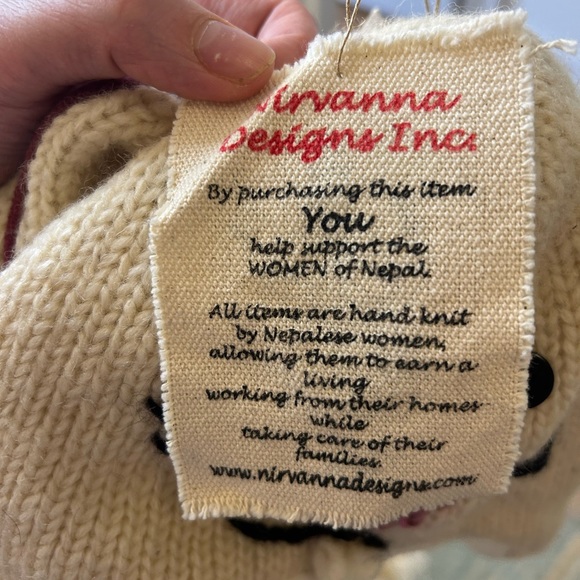 Nirvanna
Designs Inc.
By purchasing this item
You
help support the
WOMEN of Nepal.
All items are hand knit
by Nepalese women,
allowing them to earn a
living
working from their homes
while
taking care of their
families.
www.nirvannadesigns.com